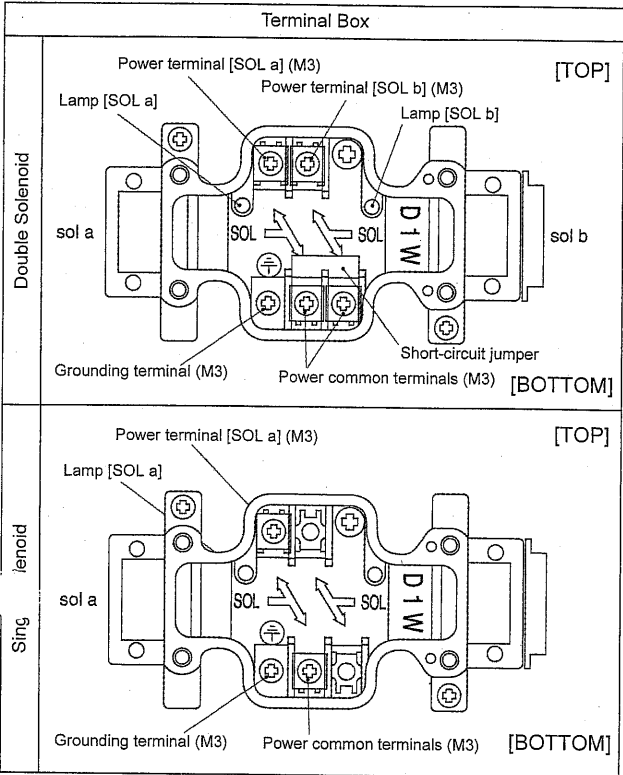 Terminal Box
Double Solenoid
Power terminal [SOL a] (M3)
[TOP]
Power terminal [SOL b] (M3)
Lamp [SOL a]
Lamp [SOL b]
sol a
SOL
SOL
D1W
sol b
Short-circuit jumper
Grounding terminal (M3)
Power common terminals (M3)
[BOTTOM]
Sing lenoid
Power terminal [SOL a] (M3)
[TOP]
Lamp [SOL a]
sol a
SOL
SOL
D1W
Grounding terminal (M3)
Power common terminals (M3)
[BOTTOM]